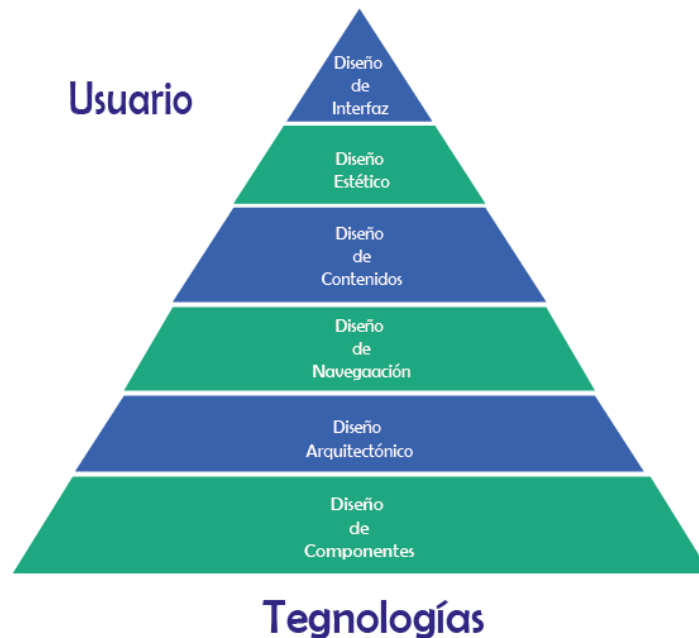 Usuario
Diseño
de
Interfaz
Diseño
Estético
Diseño
de
Contenidos
Diseño
de
Navegaación
Diseño
Arquitectónico
Diseño
de
Componentes
Tegnologías